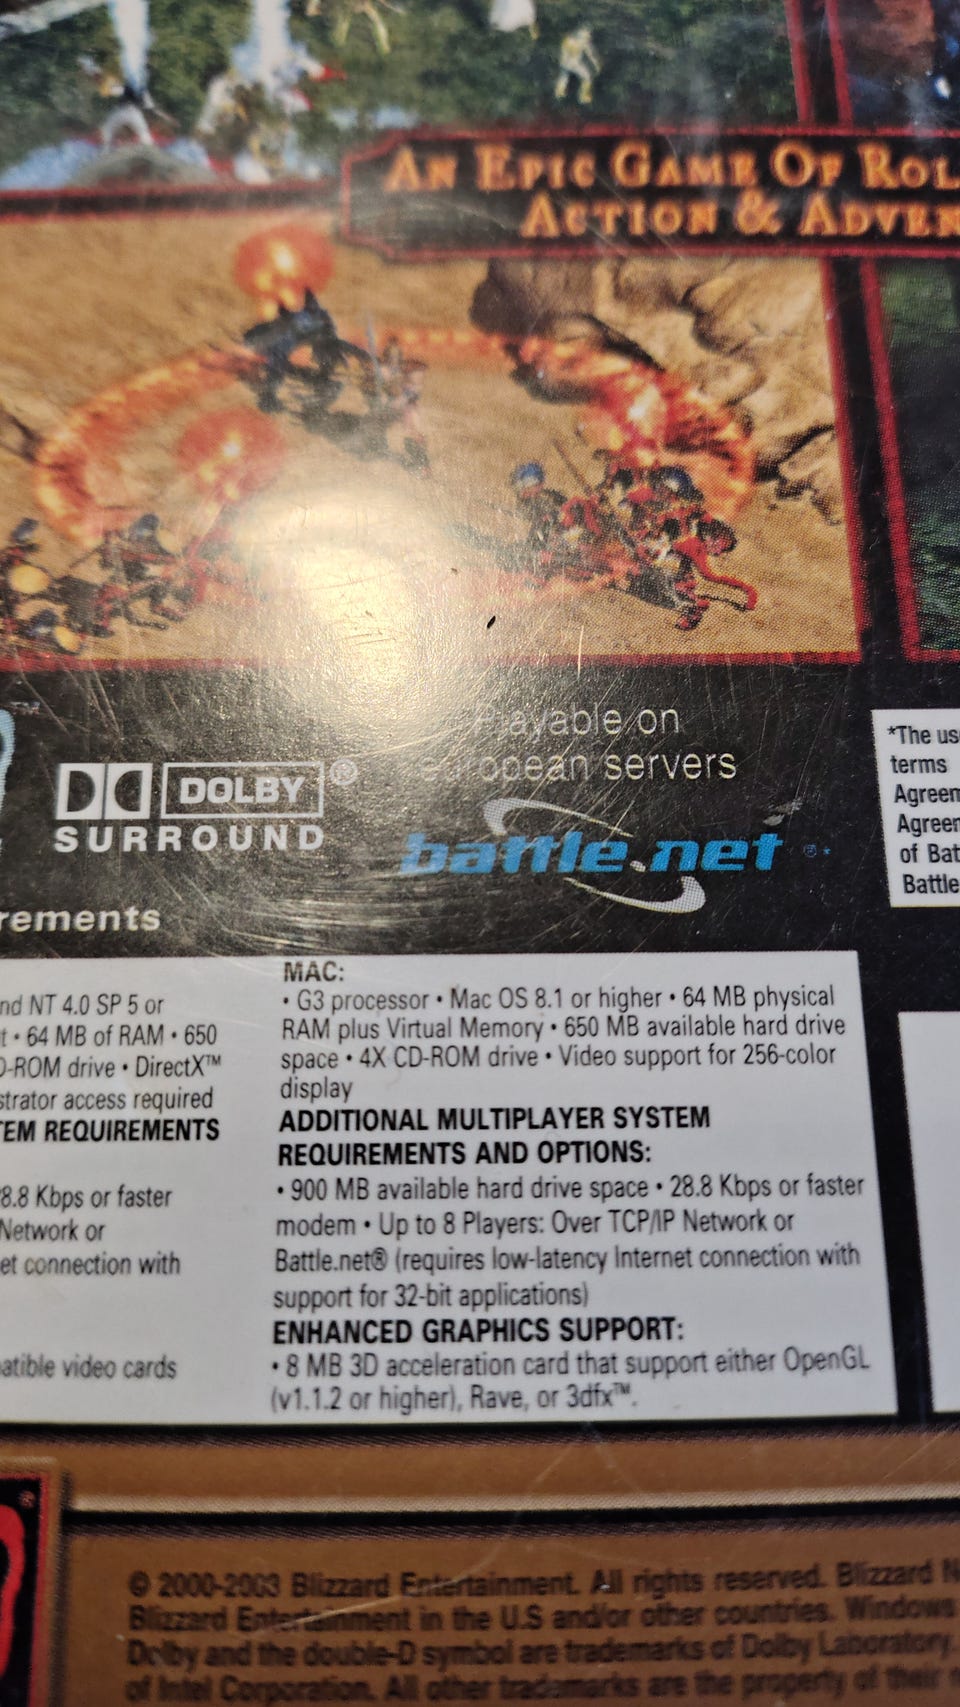 AN EPIC GAME OF ROL
ACTION & ADVEN
Playable on
European servers
DOLBY ®
SURROUND
battle.net ®*
*The us
terms
Agreem
Agreem
of Bat
Battle
rements
nd NT 4.0 SP 5 or
t • 64 MB of RAM • 650
D-ROM drive • DirectX™
strator access required
TEM REQUIREMENTS
8.8 Kbps or faster
Network or
et connection with
atible video cards
MAC:
• G3 processor • Mac OS 8.1 or higher • 64 MB physical
RAM plus Virtual Memory • 650 MB available hard drive
space • 4X CD-ROM drive • Video support for 256-color
display
ADDITIONAL MULTIPLAYER SYSTEM
REQUIREMENTS AND OPTIONS:
• 900 MB available hard drive space • 28.8 Kbps or faster
modem • Up to 8 Players: Over TCP/IP Network or
Battle.net® (requires low-latency Internet connection with
support for 32-bit applications)
ENHANCED GRAPHICS SUPPORT:
• 8 MB 3D acceleration card that support either OpenGL
(v1.1.2 or higher), Rave, or 3dfx™.
© 2000-2003 Blizzard Entertainment. All rights reserved. Blizzard
Blizzard Entertainment in the U.S and/or other countries. Windows
Dolby and the double-D symbol are trademarks of Dolby Laboratory.
of Intel Corporation. All other trademarks are the property of their